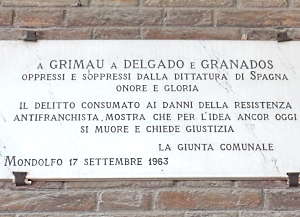 A GRIMAU A DELGADO E GRANADOS
OPPRESSI E SOPPRESSI DALLA DITTATURA DI SPAGNA
ONORE E GLORIA
IL DELITTO CONSUMATO AI DANNI DELLA RESISTENZA
ANTIFRANCHISTA, MOSTRA CHE PER L'IDEA ANCOR OGGI
SI MUORE E CHIEDE GIUSTIZIA
LA GIUNTA COMUNALE
MONDOLFO 17 SETTEMBRE 1963